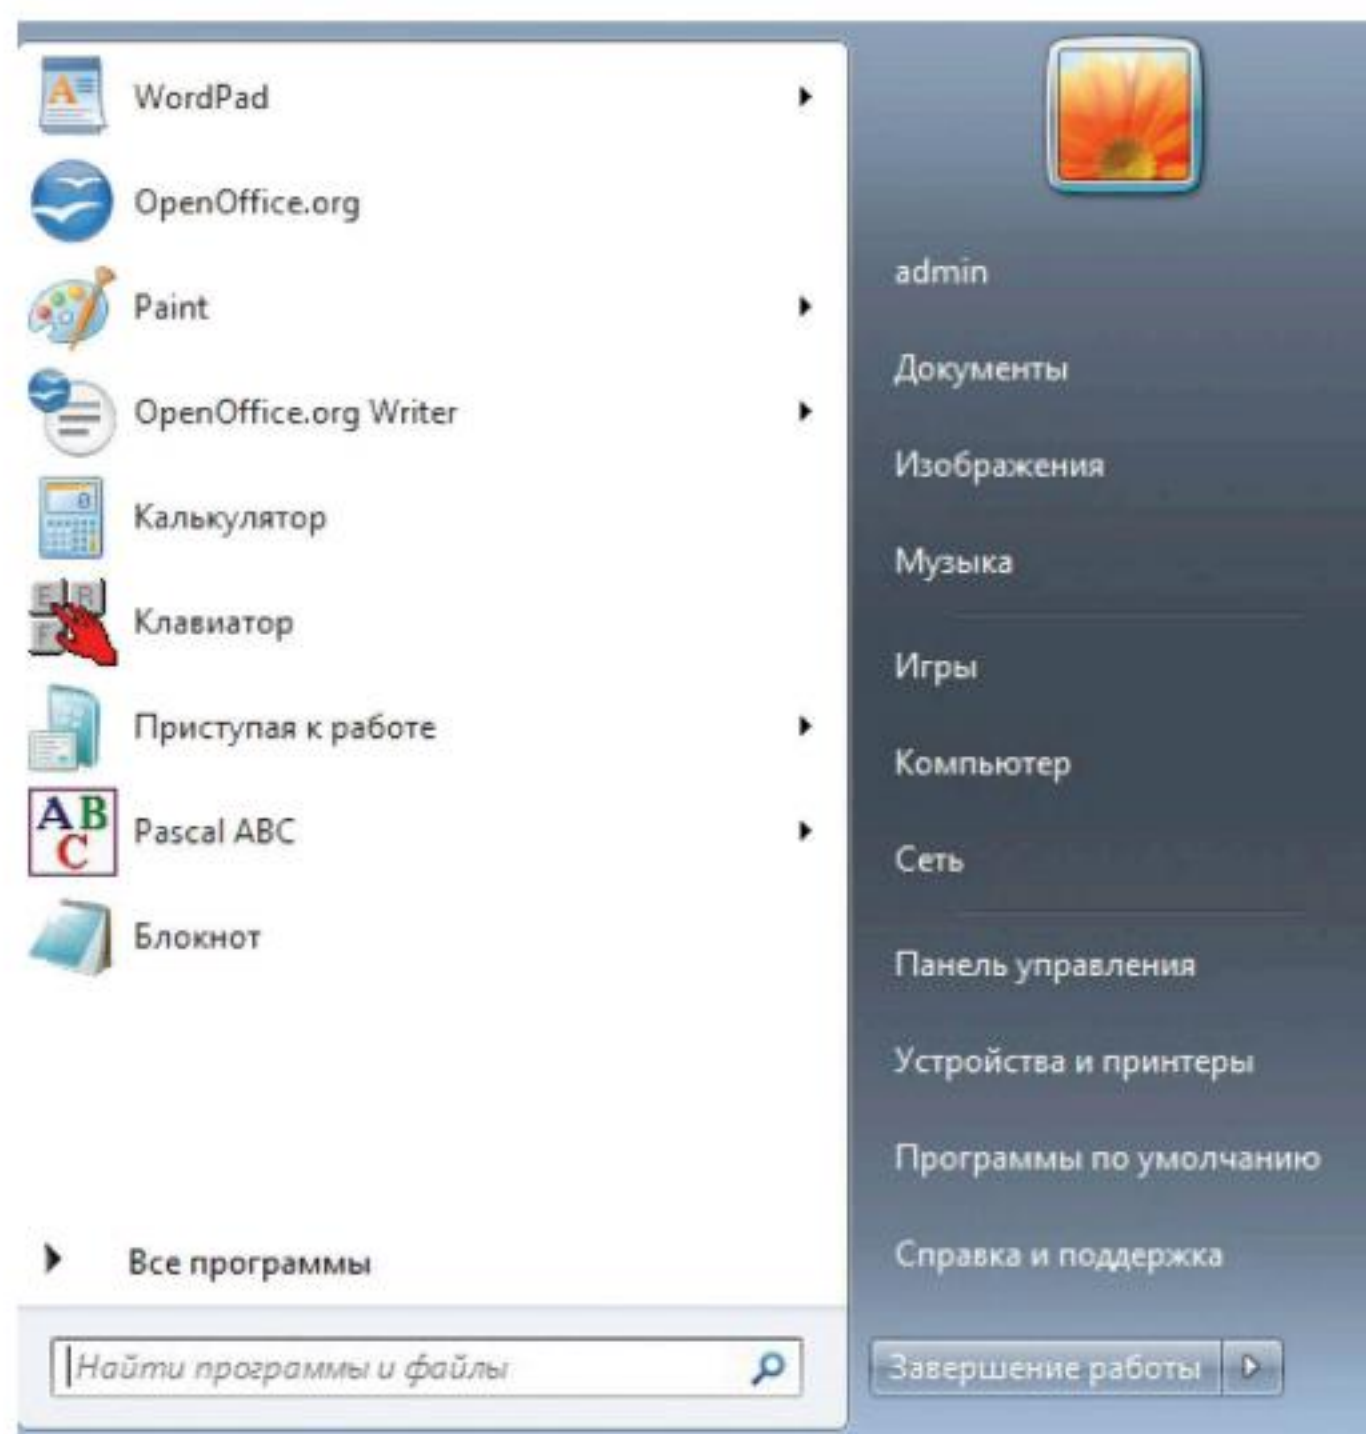 WordPad
OpenOffice.org
Paint
OpenOffice.org Writer
Калькулятор
Клавиатор
Приступая к работе
Pascal ABC
Блокнот
Все программы
Найти программы и файлы
admin
Документы
Изображения
Музыка
Игры
Компьютер
Сеть
Панель управления
Устройства и принтеры
Программы по умолчанию
Справка и поддержка
Завершение работы